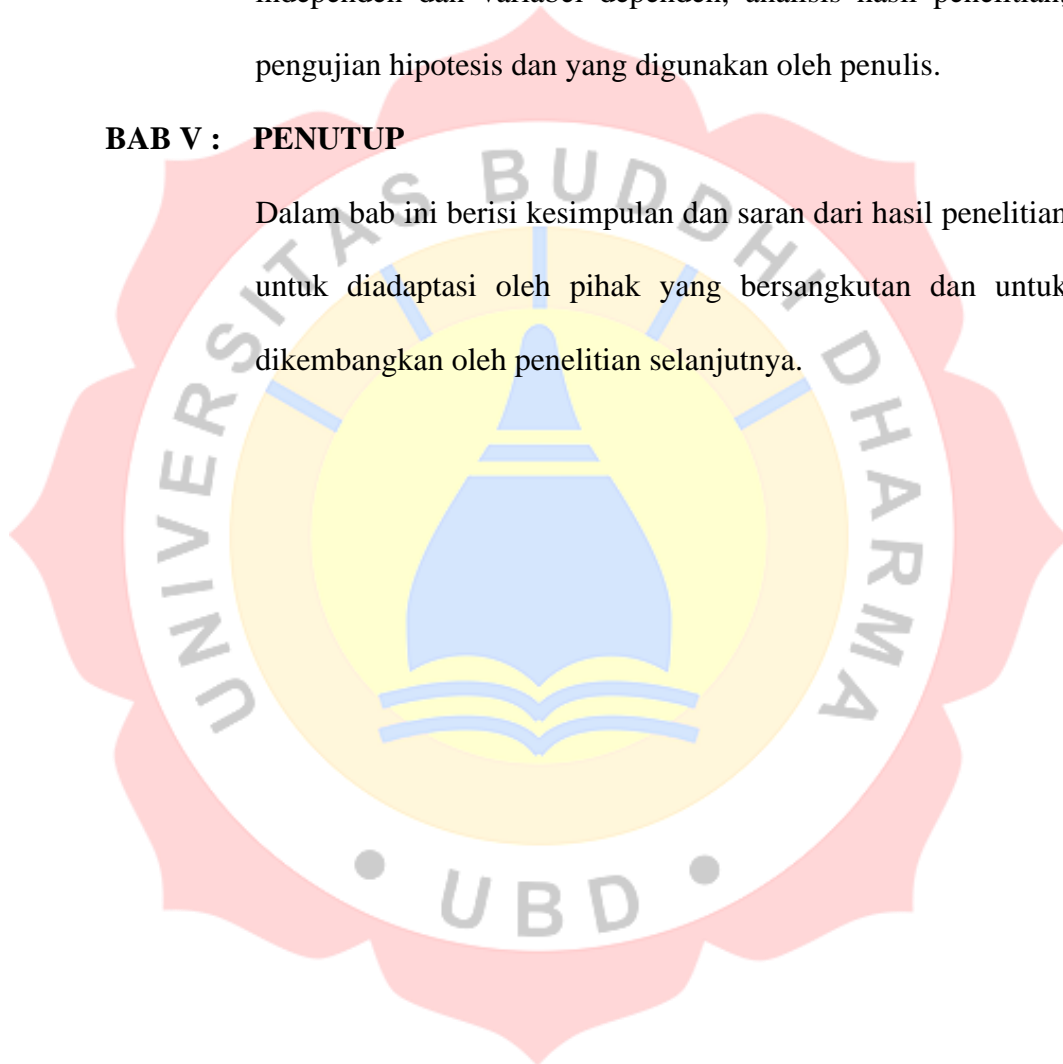 independen dan variabel dependen, analisis hasil penelitian,
pengujian hipotesis dan yang digunakan oleh penulis.
BAB V : PENUTUP
Dalam bab ini berisi kesimpulan dan saran dari hasil penelitian
untuk diadaptasi oleh pihak yang bersangkutan dan untuk
dikembangkan oleh penelitian selanjutnya.
UNIVERSITAS BUDDHI DHARMA
• UBD •